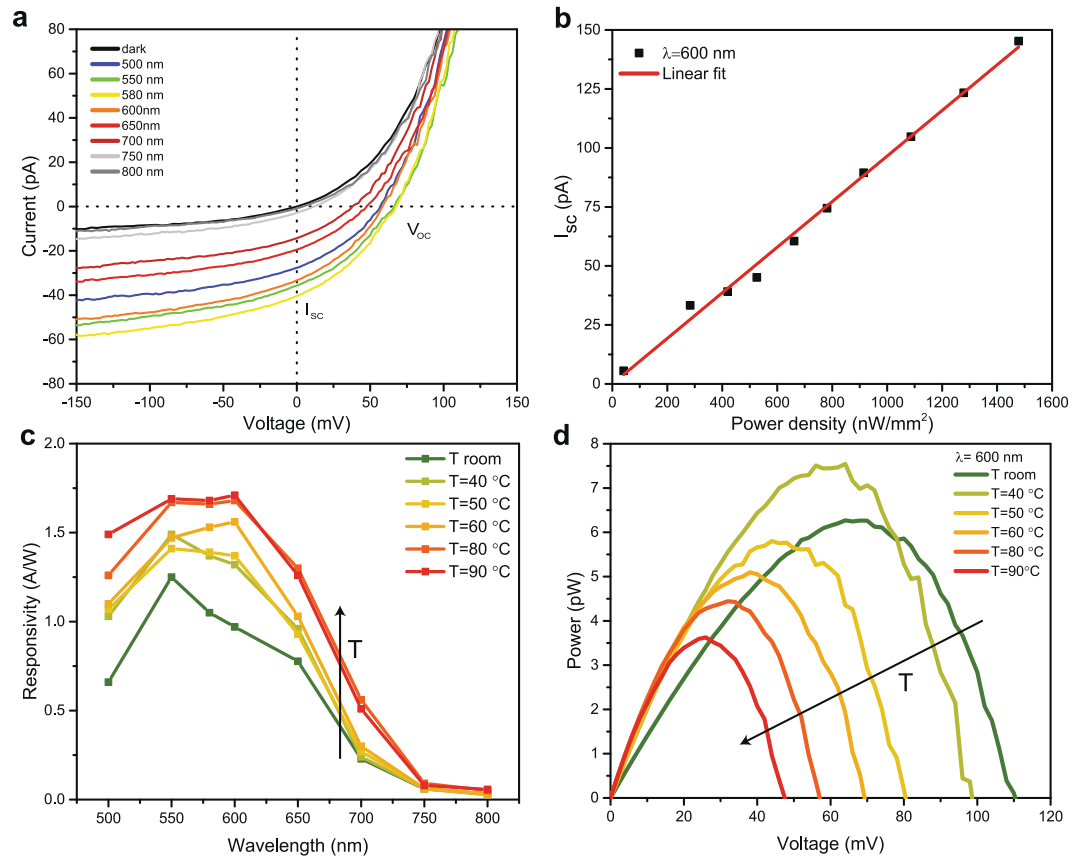 a
80
60
40
20
0
-20
-40
-60
-80
Current (pA)
dark
500 nm
550 nm
580 nm
600nm
650nm
700 nm
750 nm
800 nm
V_OC
I_SC
-150 -100 -50 0 50 100 150
Voltage (mV)
b
150
125
100
75
50
25
0
I_SC (pA)
λ=600 nm
Linear fit
0 200 400 600 800 1000 1200 1400 1600
Power density (nW/mm²)
c
2.0
1.5
1.0
0.5
0.0
Responsivity (A/W)
T room
T=40 °C
T=50 °C
T=60 °C
T=80 °C
T=90 °C
T
500 550 600 650 700 750 800
Wavelength (nm)
d
8
7
6
5
4
3
2
1
0
Power (pW)
λ= 600 nm
T room
T=40 °C
T=50 °C
T=60 °C
T=80 °C
T=90°C
T
0 20 40 60 80 100 120
Voltage (mV)